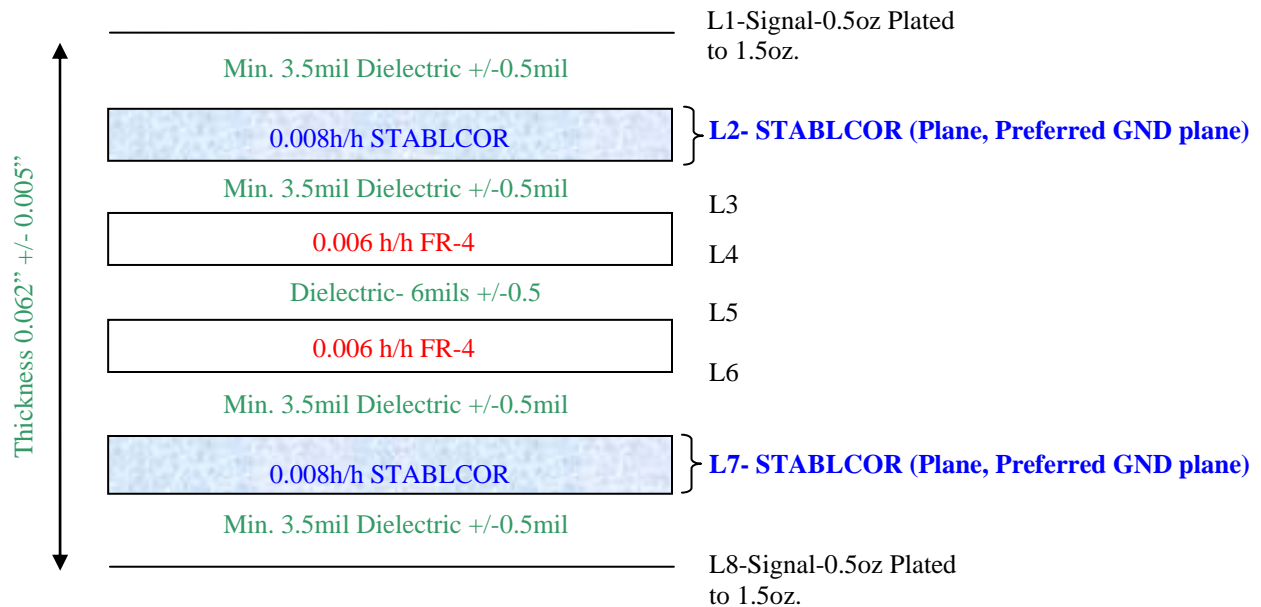 L1-Signal-0.5oz Plated
to 1.5oz.
Min. 3.5mil Dielectric +/-0.5mil
0.008h/h STABLCOR
L2- STABLCOR (Plane, Preferred GND plane)
Min. 3.5mil Dielectric +/-0.5mil
L3
0.006 h/h FR-4
L4
Dielectric- 6mils +/-0.5
L5
0.006 h/h FR-4
L6
Thickness 0.062” +/- 0.005”
Min. 3.5mil Dielectric +/-0.5mil
0.008h/h STABLCOR
L7- STABLCOR (Plane, Preferred GND plane)
Min. 3.5mil Dielectric +/-0.5mil
L8-Signal-0.5oz Plated
to 1.5oz.